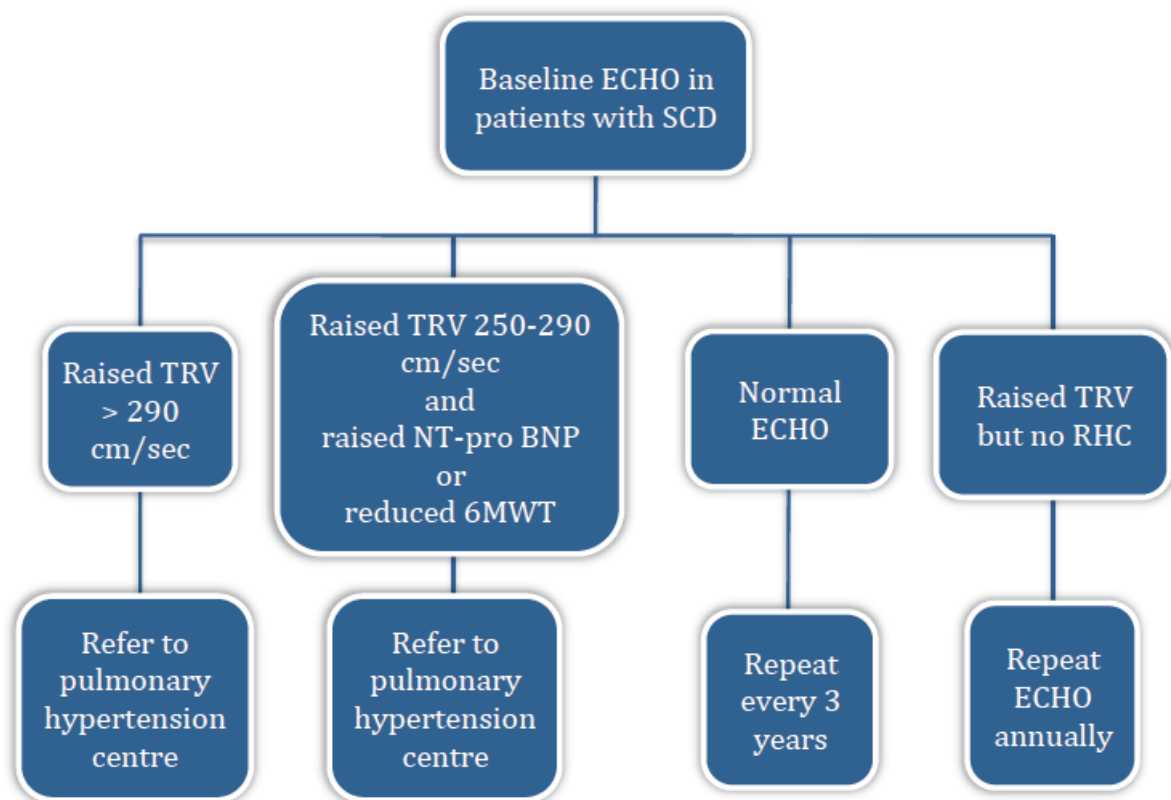 Baseline ECHO in
patients with SCD
Raised TRV
> 290
cm/sec
Raised TRV 250-290
cm/sec
and
raised NT-pro BNP
or
reduced 6MWT
Normal
ECHO
Raised TRV
but no RHC
Refer to
pulmonary
hypertension
centre
Refer to
pulmonary
hypertension
centre
Repeat
every 3
years
Repeat
ECHO
annually